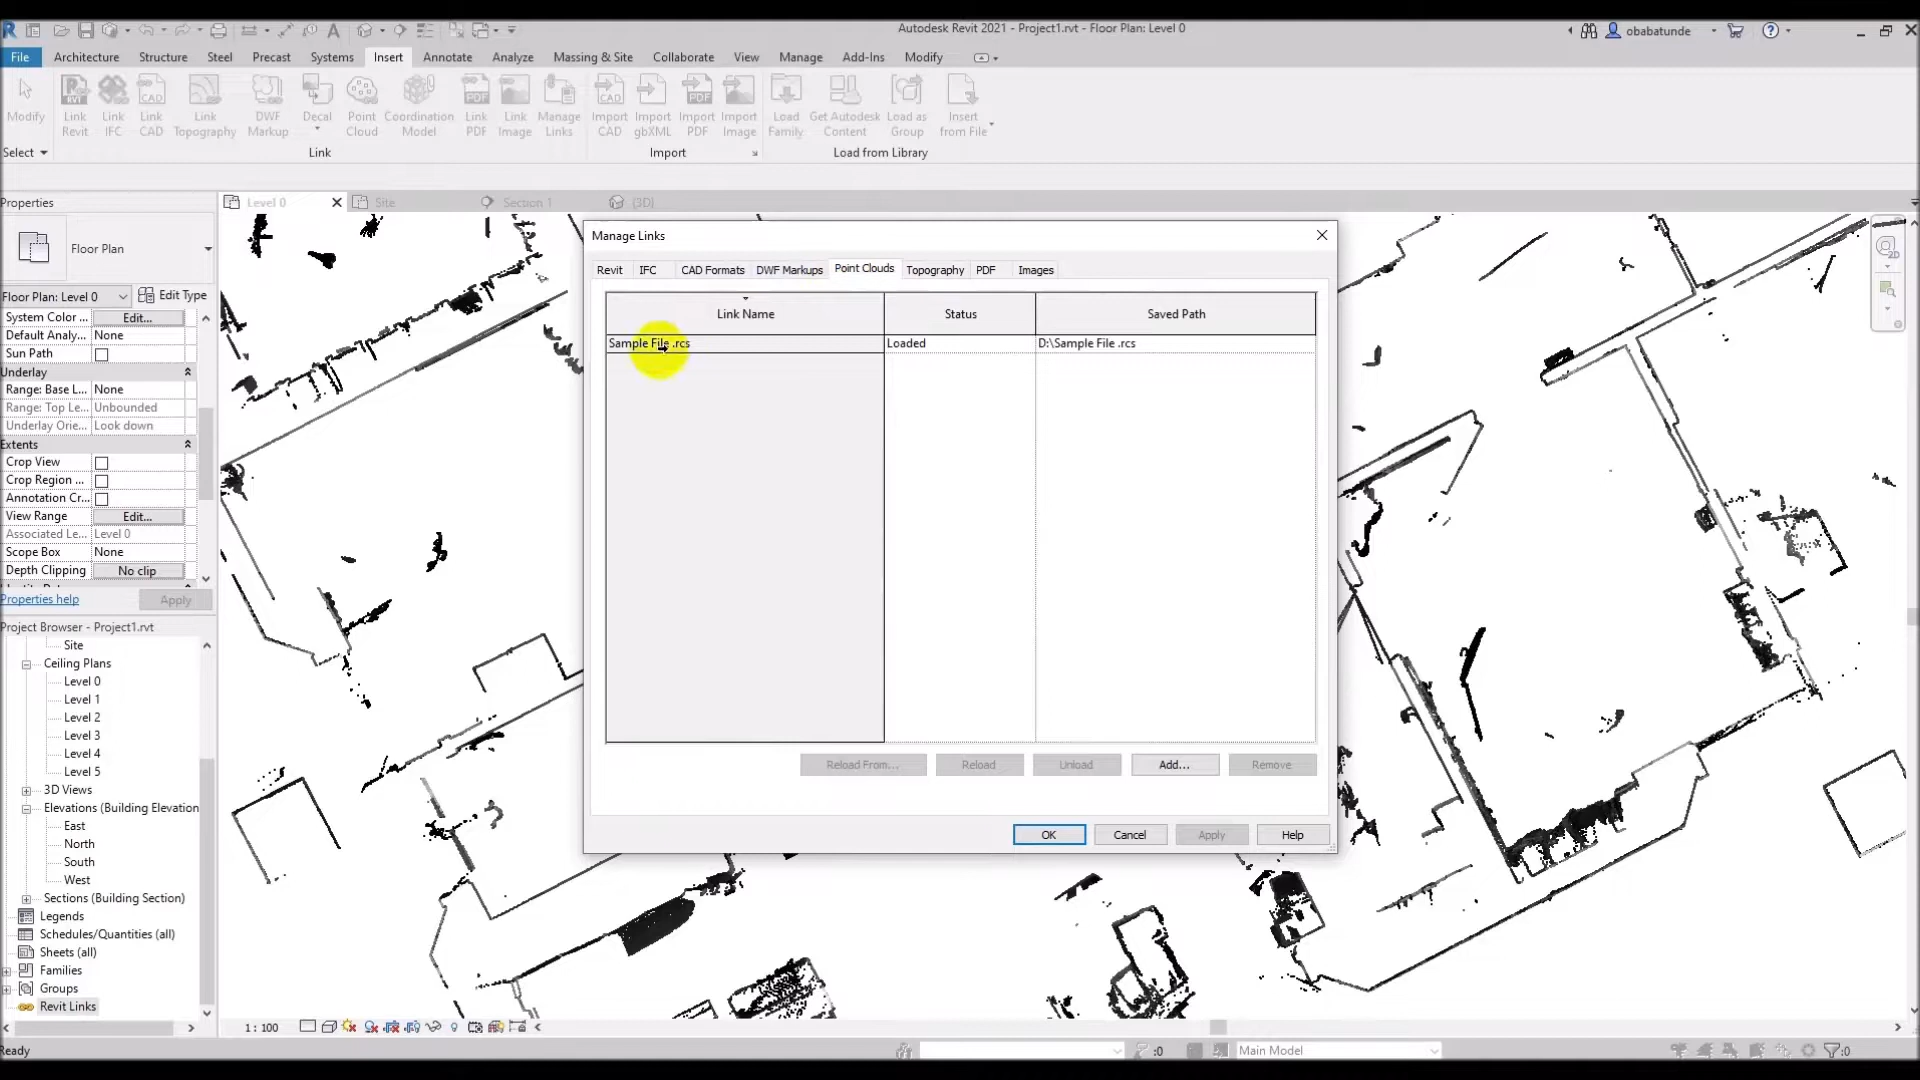 Autodesk Revit 2021 - Project1.rvt - Floor Plan: Level 0
obabatunde
File Architecture Structure Steel Precast Systems Insert Annotate Analyze Massing & Site Collaborate View Manage Add-Ins Modify
Modify
Link Revit
Link IFC
Link CAD
Link Topography
DWF Markup
Decal
Point Cloud
Coordination Model
Link PDF
Link Image
Manage Links
Import CAD
Import gbXML
Import PDF
Import Image
Load Family
Get Autodesk Content
Load as Group
Insert from File
Select
Link
Import
Load from Library
Properties
Level 0
Site
Section 1
{3D}
Floor Plan
Floor Plan: Level 0
Edit Type
System Color ... Edit...
Default Analy... None
Sun Path
Underlay
Range: Base L... None
Range: Top Le... Unbounded
Underlay Orie... Look down
Extents
Crop View
Crop Region ...
Annotation Cr...
View Range Edit...
Associated Le... Level 0
Scope Box None
Depth Clipping No clip
Properties help
Apply
Project Browser - Project1.rvt
Site
Ceiling Plans
Level 0
Level 1
Level 2
Level 3
Level 4
Level 5
3D Views
Elevations (Building Elevation
East
North
South
West
Sections (Building Section)
Legends
Schedules/Quantities (all)
Sheets (all)
Families
Groups
Revit Links
Manage Links
Revit IFC CAD Formats DWF Markups Point Clouds Topography PDF Images
Link Name Status Saved Path
Sample File .rcs Loaded D:\Sample File .rcs
Reload From... Reload Unload Add... Remove
OK Cancel Apply Help
1 : 100
Ready
:0
Main Model
:0